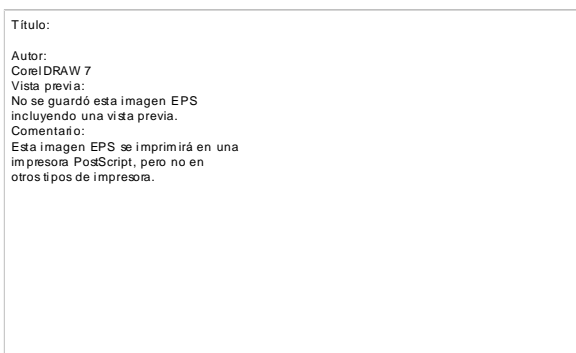 Título:
Autor:
CorelDRAW 7
Vista previa:
No se guardó esta imagen EPS
incluyendo una vista previa.
Comentario:
Esta imagen EPS se imprimirá en una
impresora PostScript, pero no en
otros tipos de impresora.